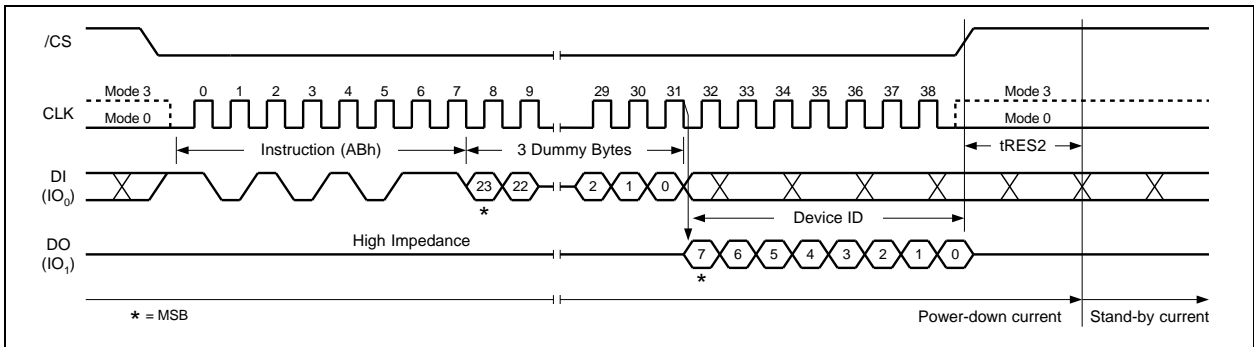 /CS
Mode 3 0 1 2 3 4 5 6 7 8 9 29 30 31 32 33 34 35 36 37 38 Mode 3
CLK
Mode 0 Mode 0
Instruction (ABh) 3 Dummy Bytes tRES2
DI
(IO0)
23 22 2 1 0
*
Device ID
High Impedance
DO
(IO1)
7 6 5 4 3 2 1 0
*
* = MSB
Power-down current Stand-by current